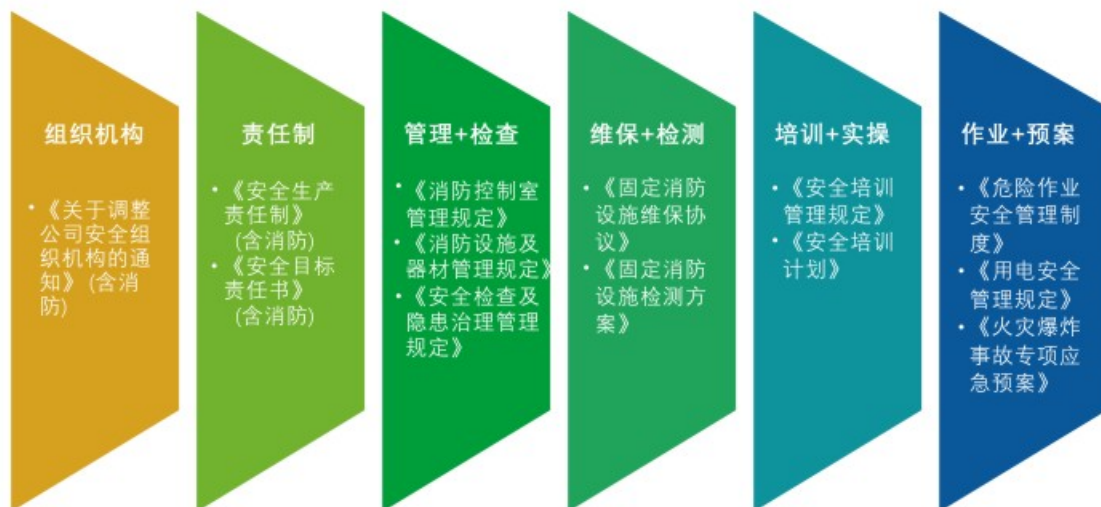 组织机构
• 《关于调整
公司安全组
织机构的通
知》 (含消
防)
责任制
• 《安全生产
责任制》
(含消防)
• 《安全目标
责任书》
(含消防)
管理+检查
• 《消防控制室
管理规定》
• 《消防设施及
器材管理规定》
• 《安全检查及
隐患治理管理
规定》
维保+检测
• 《固定消防
设施维保协
议》
• 《固定消防
设施检测方
案》
培训+实操
• 《安全培训
管理规定》
• 《安全培训
计划》
作业+预案
• 《危险作业
安全管理制
度》
• 《用电安全
管理规定》
• 《火灾爆炸
事故专项应
急预案》